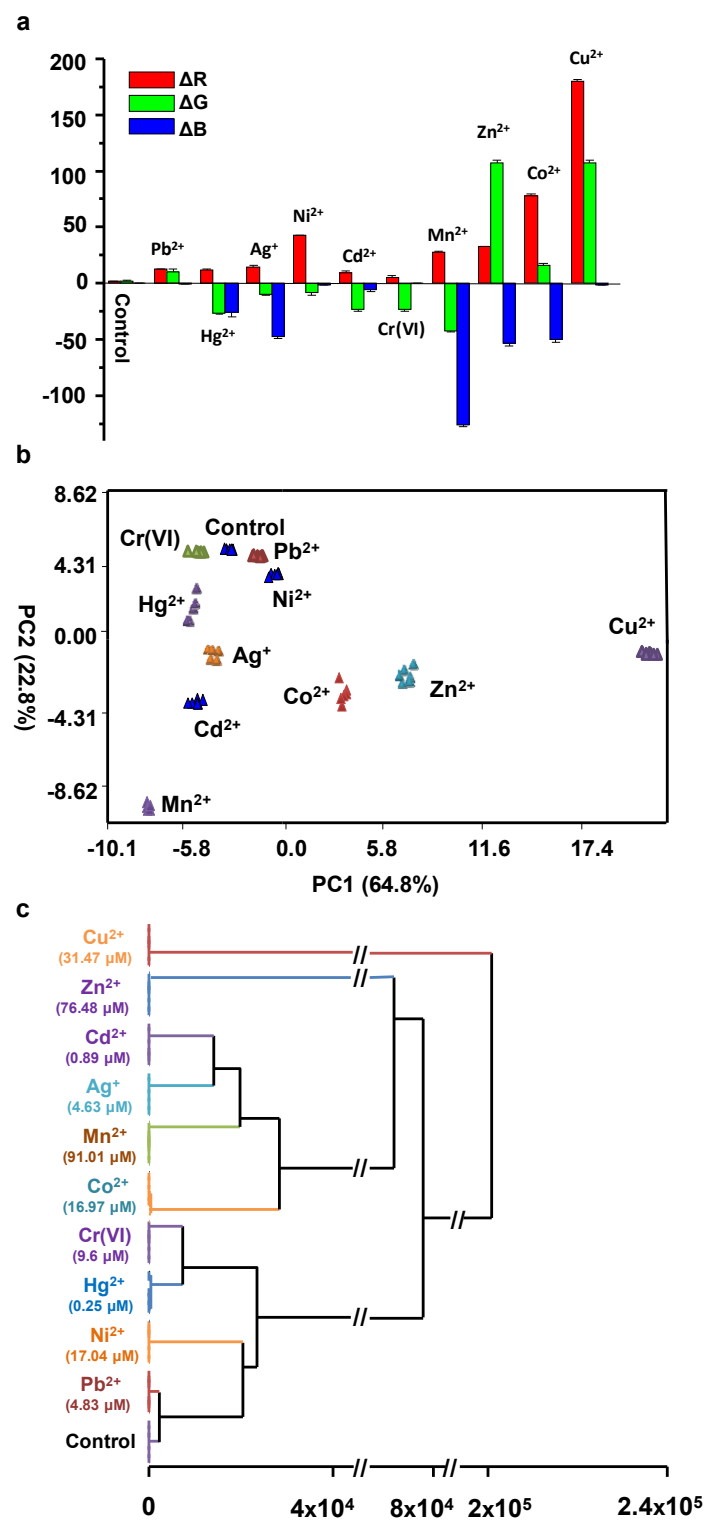 a
200
150
100
50
0
-50
-100
ΔR
ΔG
ΔB
Control
Pb²⁺
Hg²⁺
Ag⁺
Ni²⁺
Cd²⁺
Cr(VI)
Mn²⁺
Zn²⁺
Co²⁺
Cu²⁺
b
PC2 (22.8%)
8.62
4.31
0.00
-4.31
-8.62
Cr(VI)
Control
Pb²⁺
Ni²⁺
Hg²⁺
Ag⁺
Cu²⁺
Co²⁺
Zn²⁺
Cd²⁺
Mn²⁺
-10.1 -5.8 0.0 5.8 11.6 17.4
PC1 (64.8%)
c
Cu²⁺
(31.47 µM)
Zn²⁺
(76.48 µM)
Cd²⁺
(0.89 µM)
Ag⁺
(4.63 µM)
Mn²⁺
(91.01 µM)
Co²⁺
(16.97 µM)
Cr(VI)
(9.6 µM)
Hg²⁺
(0.25 µM)
Ni²⁺
(17.04 µM)
Pb²⁺
(4.83 µM)
Control
0 4x10⁴ 8x10⁴ 2x10⁵ 2.4x10⁵